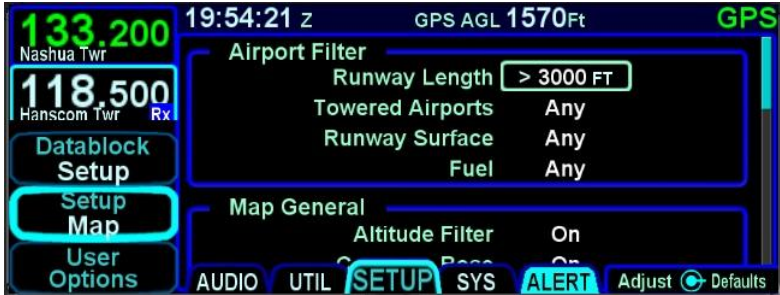 133.200
Nashua Twr
118.500
Hanscom Twr Rx
Datablock
Setup
Setup
Map
User
Options
19:54:21 Z GPS AGL 1570Ft GPS
Airport Filter
Runway Length > 3000 FT
Towered Airports Any
Runway Surface Any
Fuel Any
Map General
Altitude Filter On
On
AUDIO UTIL SETUP SYS ALERT Adjust Defaults